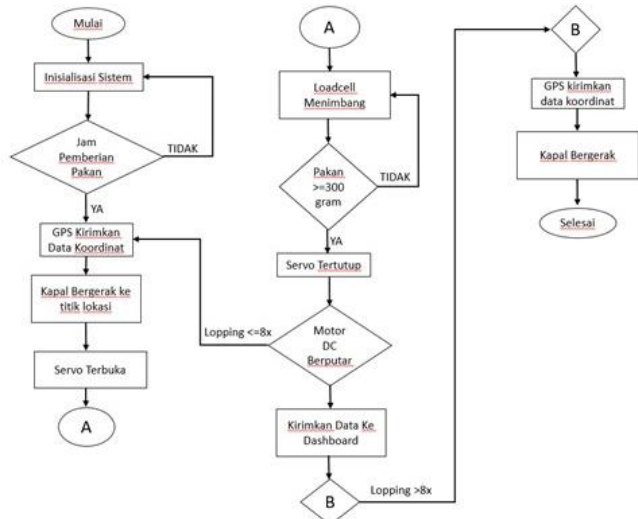 Mulai
Inisialisasi Sistem
Jam
Pemberian
Pakan
TIDAK
YA
GPS Kirimkan
Data Koordinat
Kapal Bergerak ke
titik lokasi
Servo Terbuka
A
A
Loadcell
Menimbang
Pakan
>=300
gram
TIDAK
YA
Servo Tertutup
Motor
DC
Berputar
Lopping <=8x
Kirimkan Data Ke
Dashboard
B
Lopping >8x
B
GPS kirimkan
data koordinat
Kapal Bergerak
Selesai